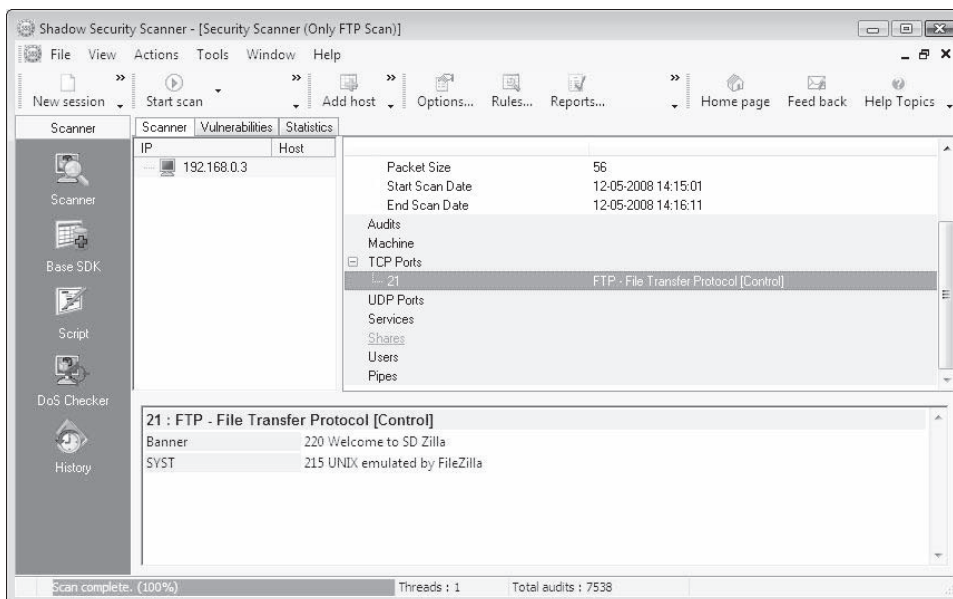 Shadow Security Scanner - [Security Scanner (Only FTP Scan)]
File View Actions Tools Window Help
New session Start scan Add host Options... Rules... Reports... Home page Feed back Help Topics
Scanner
Scanner Vulnerabilities Statistics
IP Host
192.168.0.3
Packet Size 56
Start Scan Date 12-05-2008 14:15:01
End Scan Date 12-05-2008 14:16:11
Audits
Machine
TCP Ports
21 FTP - File Transfer Protocol [Control]
UDP Ports
Services
Shares
Users
Pipes
Scanner
Base SDK
Script
DoS Checker
History
21 : FTP - File Transfer Protocol [Control]
Banner 220 Welcome to SD Zilla
SYST 215 UNIX emulated by FileZilla
Scan complete. (100%) Threads : 1 Total audits : 7538